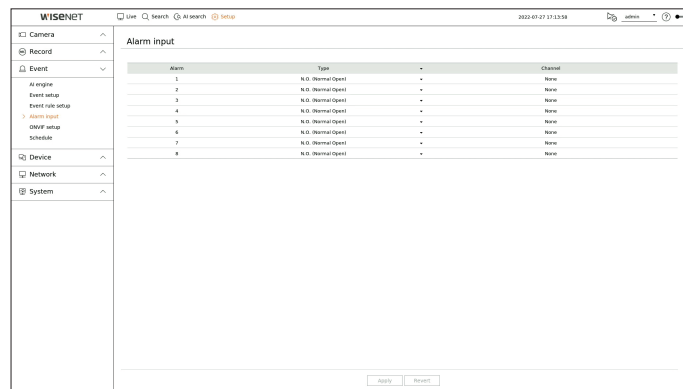 WISENET Live Search AI search Setup 2022-07-27 17:13:58 admin ?
Camera
Alarm input
Record
Event
Alarm Type Channel
1 N.O. (Normal Open) None
AI engine
2 N.O. (Normal Open) None
Event setup
3 N.O. (Normal Open) None
Event rule setup
4 N.O. (Normal Open) None
> Alarm input
5 N.O. (Normal Open) None
ONVIF setup
6 N.O. (Normal Open) None
Schedule
7 N.O. (Normal Open) None
8 N.O. (Normal Open) None
Device
Network
System
Apply Revert